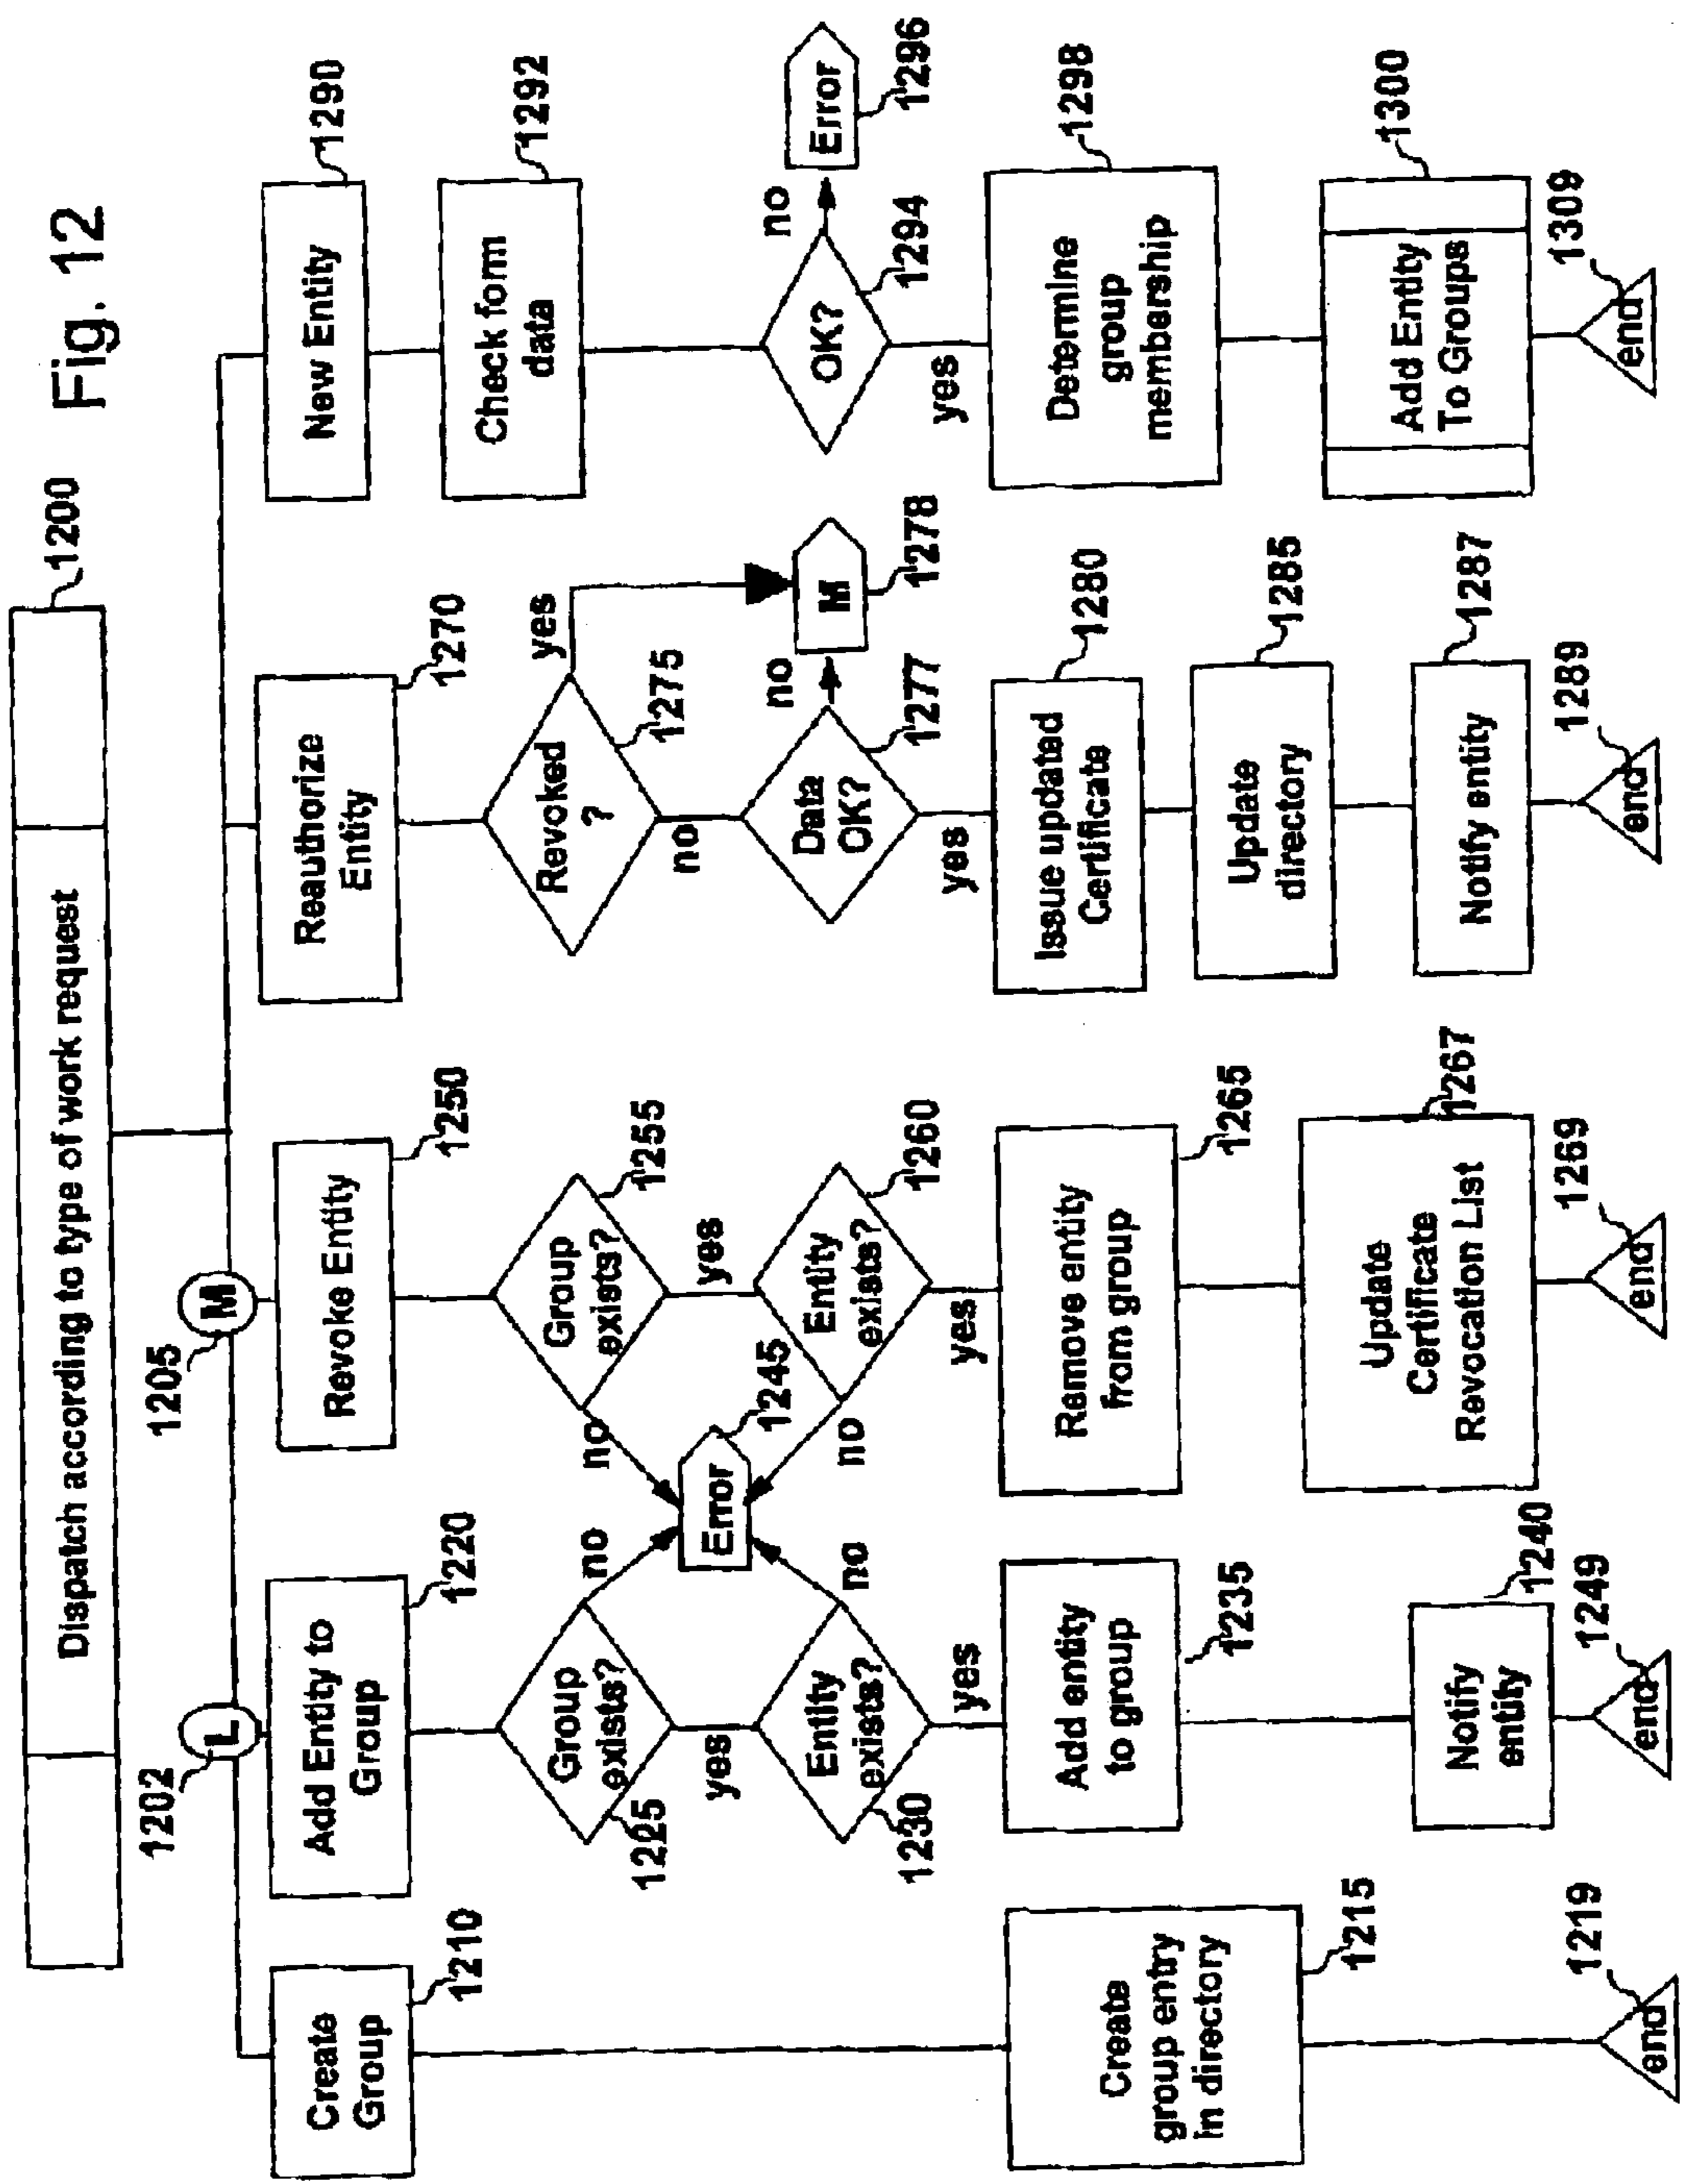 Fig. 12
Dispatch according to type of work request
1200
1202
L
1205
M
Create
Group
1210
Create
group entry
in directory
1215
end
1219
Add Entity to
Group
1220
Group
exists?
1225
no
yes
Entity
exists?
1230
no
yes
Add entity
to group
1235
Notify
entity
1240
end
1249
Error
1245
Revoke Entity
1250
Group
exists?
1255
no
yes
Entity
exists?
1260
no
yes
Remove entity
from group
1265
Update
Certificate
Revocation List
1267
end
1269
Reauthorize
Entity
1270
Revoked
?
1275
yes
no
Data
OK?
1277
no
M
1278
yes
Issue updated
Certificate
1280
Update
directory
1285
Notify entity
1287
end
1289
New Entity
1290
Check form
data
1292
OK?
1294
no
Error
1296
yes
Determine
group
membership
1298
Add Entity
To Groups
1300
end
1309